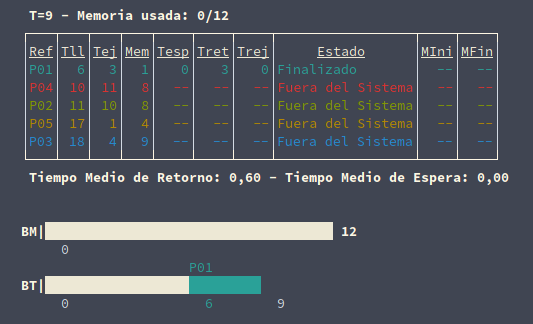 T=9 - Memoria usada: 0/12
Ref Tll Tej Mem Tesp Tret Trej Estado MIni MFin
P01 6 3 1 0 3 0 Finalizado -- --
P04 10 11 8 -- -- -- Fuera del Sistema -- --
P02 11 10 8 -- -- -- Fuera del Sistema -- --
P05 17 1 4 -- -- -- Fuera del Sistema -- --
P03 18 4 9 -- -- -- Fuera del Sistema -- --
Tiempo Medio de Retorno: 0,60 - Tiempo Medio de Espera: 0,00
BM| 12
0
P01
BT|
0 6 9